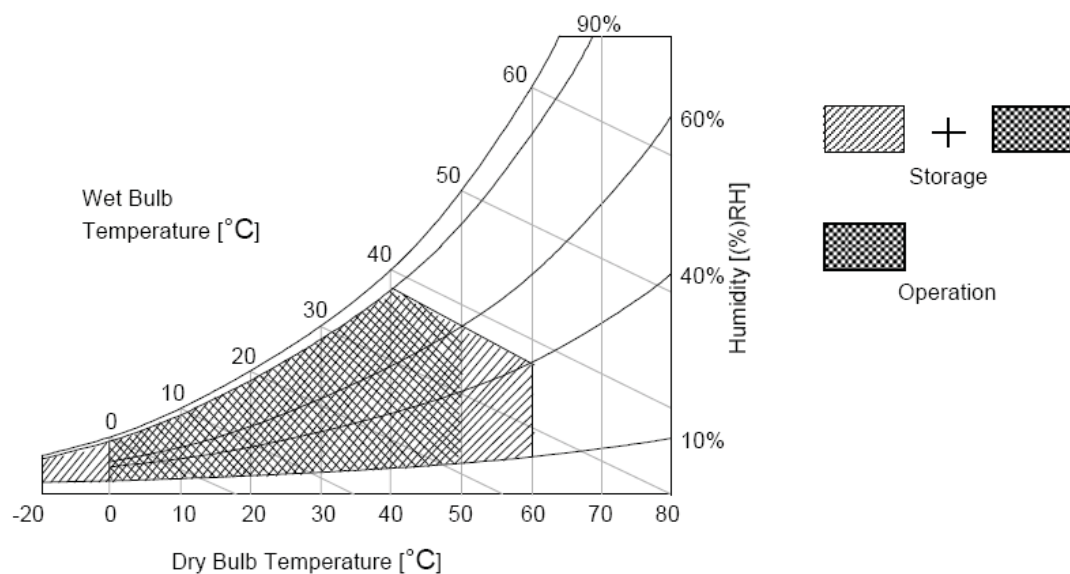 90%
60
60%
50
Wet Bulb
Temperature [°C]
40
40%
30
20
10
0
10%
-20 0 10 20 30 40 50 60 70 80
Dry Bulb Temperature [°C]
Humidity [(%)RH]
+
Storage
Operation